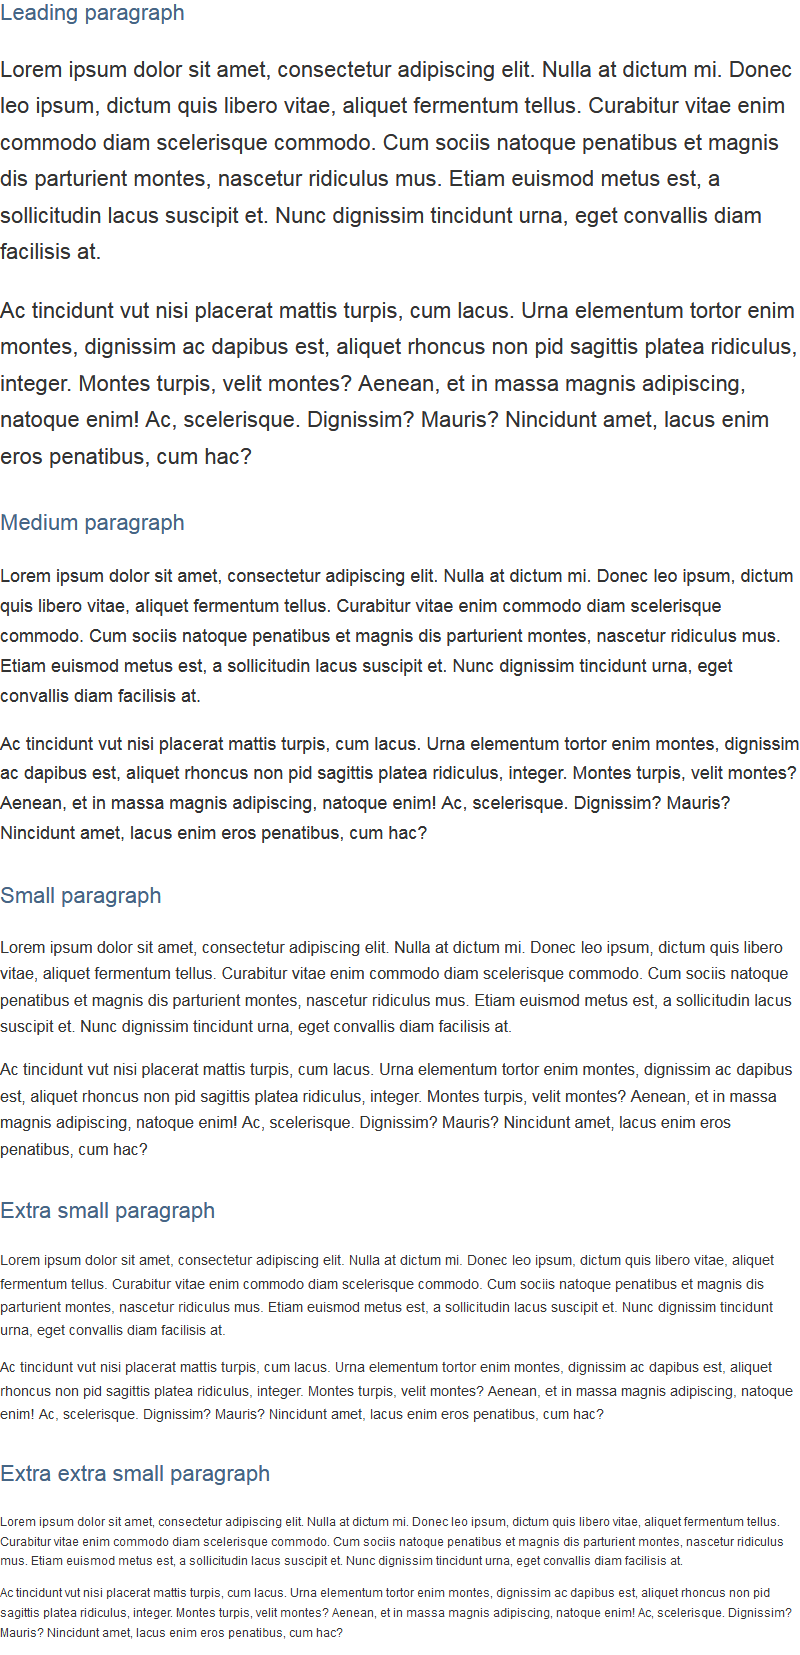 Leading paragraph
Lorem ipsum dolor sit amet, consectetur adipiscing elit. Nulla at dictum mi. Donec
leo ipsum, dictum quis libero vitae, aliquet fermentum tellus. Curabitur vitae enim
commodo diam scelerisque commodo. Cum sociis natoque penatibus et magnis
dis parturient montes, nascetur ridiculus mus. Etiam euismod metus est, a
sollicitudin lacus suscipit et. Nunc dignissim tincidunt urna, eget convallis diam
facilisis at.
Ac tincidunt vut nisi placerat mattis turpis, cum lacus. Urna elementum tortor enim
montes, dignissim ac dapibus est, aliquet rhoncus non pid sagittis platea ridiculus,
integer. Montes turpis, velit montes? Aenean, et in massa magnis adipiscing,
natoque enim! Ac, scelerisque. Dignissim? Mauris? Nincidunt amet, lacus enim
eros penatibus, cum hac?
Medium paragraph
Lorem ipsum dolor sit amet, consectetur adipiscing elit. Nulla at dictum mi. Donec leo ipsum, dictum
quis libero vitae, aliquet fermentum tellus. Curabitur vitae enim commodo diam scelerisque
commodo. Cum sociis natoque penatibus et magnis dis parturient montes, nascetur ridiculus mus.
Etiam euismod metus est, a sollicitudin lacus suscipit et. Nunc dignissim tincidunt urna, eget
convallis diam facilisis at.
Ac tincidunt vut nisi placerat mattis turpis, cum lacus. Urna elementum tortor enim montes, dignissim
ac dapibus est, aliquet rhoncus non pid sagittis platea ridiculus, integer. Montes turpis, velit montes?
Aenean, et in massa magnis adipiscing, natoque enim! Ac, scelerisque. Dignissim? Mauris?
Nincidunt amet, lacus enim eros penatibus, cum hac?
Small paragraph
Lorem ipsum dolor sit amet, consectetur adipiscing elit. Nulla at dictum mi. Donec leo ipsum, dictum quis libero
vitae, aliquet fermentum tellus. Curabitur vitae enim commodo diam scelerisque commodo. Cum sociis natoque
penatibus et magnis dis parturient montes, nascetur ridiculus mus. Etiam euismod metus est, a sollicitudin lacus
suscipit et. Nunc dignissim tincidunt urna, eget convallis diam facilisis at.
Ac tincidunt vut nisi placerat mattis turpis, cum lacus. Urna elementum tortor enim montes, dignissim ac dapibus
est, aliquet rhoncus non pid sagittis platea ridiculus, integer. Montes turpis, velit montes? Aenean, et in massa
magnis adipiscing, natoque enim! Ac, scelerisque. Dignissim? Mauris? Nincidunt amet, lacus enim eros
penatibus, cum hac?
Extra small paragraph
Lorem ipsum dolor sit amet, consectetur adipiscing elit. Nulla at dictum mi. Donec leo ipsum, dictum quis libero vitae, aliquet
fermentum tellus. Curabitur vitae enim commodo diam scelerisque commodo. Cum sociis natoque penatibus et magnis dis
parturient montes, nascetur ridiculus mus. Etiam euismod metus est, a sollicitudin lacus suscipit et. Nunc dignissim tincidunt
urna, eget convallis diam facilisis at.
Ac tincidunt vut nisi placerat mattis turpis, cum lacus. Urna elementum tortor enim montes, dignissim ac dapibus est, aliquet
rhoncus non pid sagittis platea ridiculus, integer. Montes turpis, velit montes? Aenean, et in massa magnis adipiscing, natoque
enim! Ac, scelerisque. Dignissim? Mauris? Nincidunt amet, lacus enim eros penatibus, cum hac?
Extra extra small paragraph
Lorem ipsum dolor sit amet, consectetur adipiscing elit. Nulla at dictum mi. Donec leo ipsum, dictum quis libero vitae, aliquet fermentum tellus.
Curabitur vitae enim commodo diam scelerisque commodo. Cum sociis natoque penatibus et magnis dis parturient montes, nascetur ridiculus
mus. Etiam euismod metus est, a sollicitudin lacus suscipit et. Nunc dignissim tincidunt urna, eget convallis diam facilisis at.
Ac tincidunt vut nisi placerat mattis turpis, cum lacus. Urna elementum tortor enim montes, dignissim ac dapibus est, aliquet rhoncus non pid
sagittis platea ridiculus, integer. Montes turpis, velit montes? Aenean, et in massa magnis adipiscing, natoque enim! Ac, scelerisque. Dignissim?
Mauris? Nincidunt amet, lacus enim eros penatibus, cum hac?